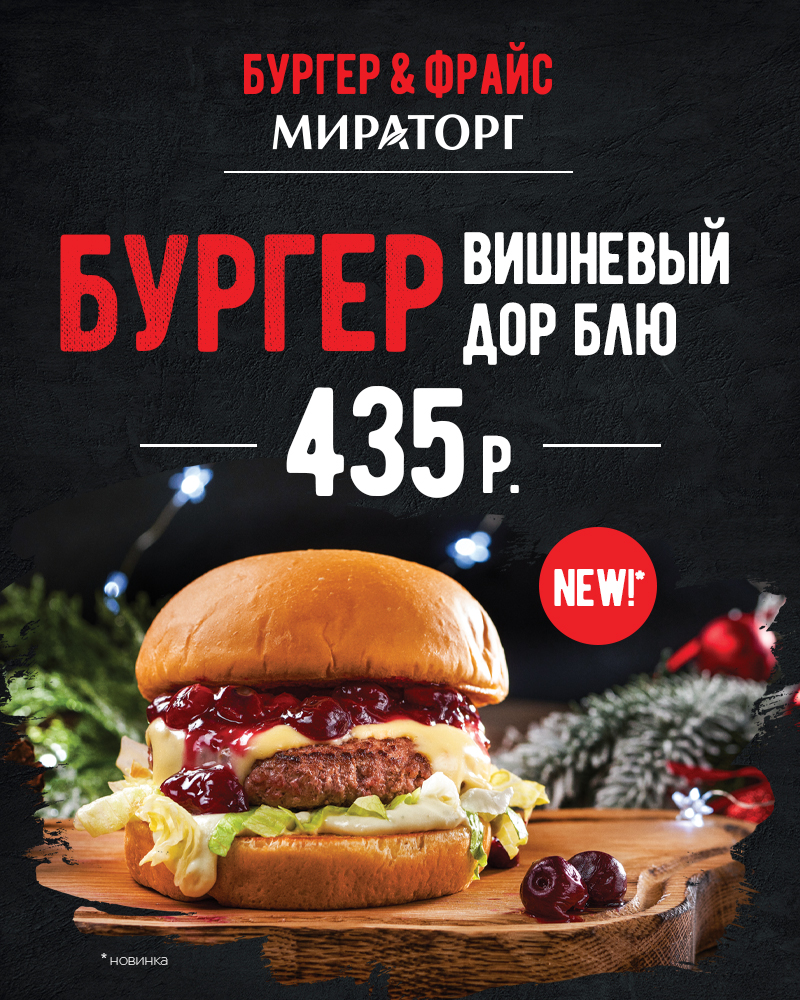 БУРГЕР & ФРАЙС
МИРАТОРГ
БУРГЕР
ВИШНЕВЫЙ
ДОР БЛЮ
435 Р.
NEW!*
* новинка